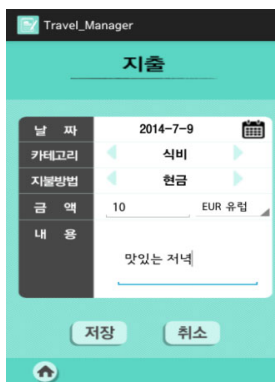 Travel_Manager
지출
날 짜 2014-7-9
카테고리 식비
지불방법 현금
금 액 10 EUR 유럽
내 용
맛있는 저녁
저장 취소